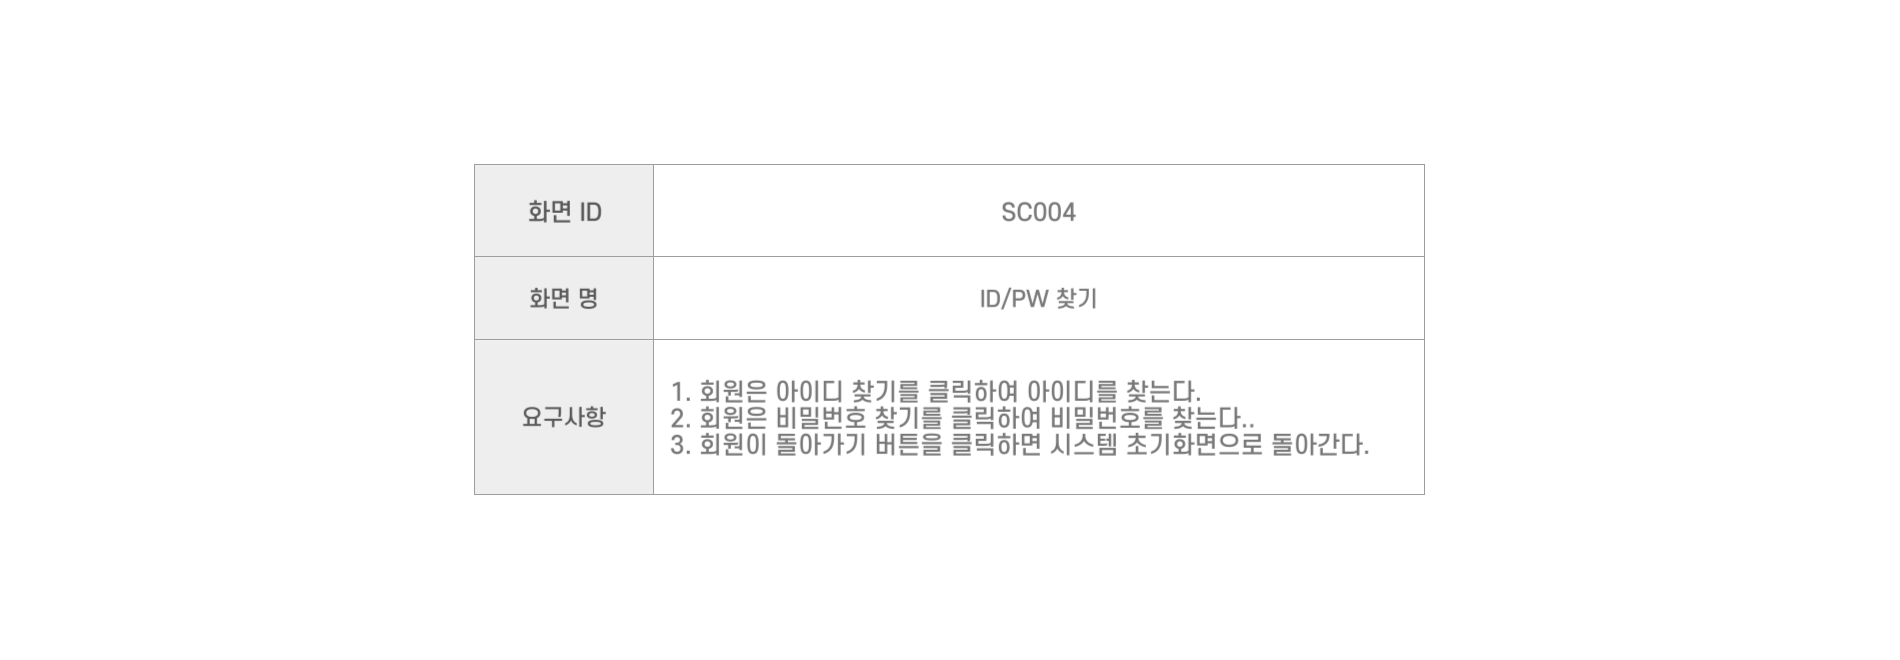 화면 ID
SC004
화면 명
ID/PW 찾기
요구사항
1. 회원은 아이디 찾기를 클릭하여 아이디를 찾는다.
2. 회원은 비밀번호 찾기를 클릭하여 비밀번호를 찾는다..
3. 회원이 돌아가기 버튼을 클릭하면 시스템 초기화면으로 돌아간다.